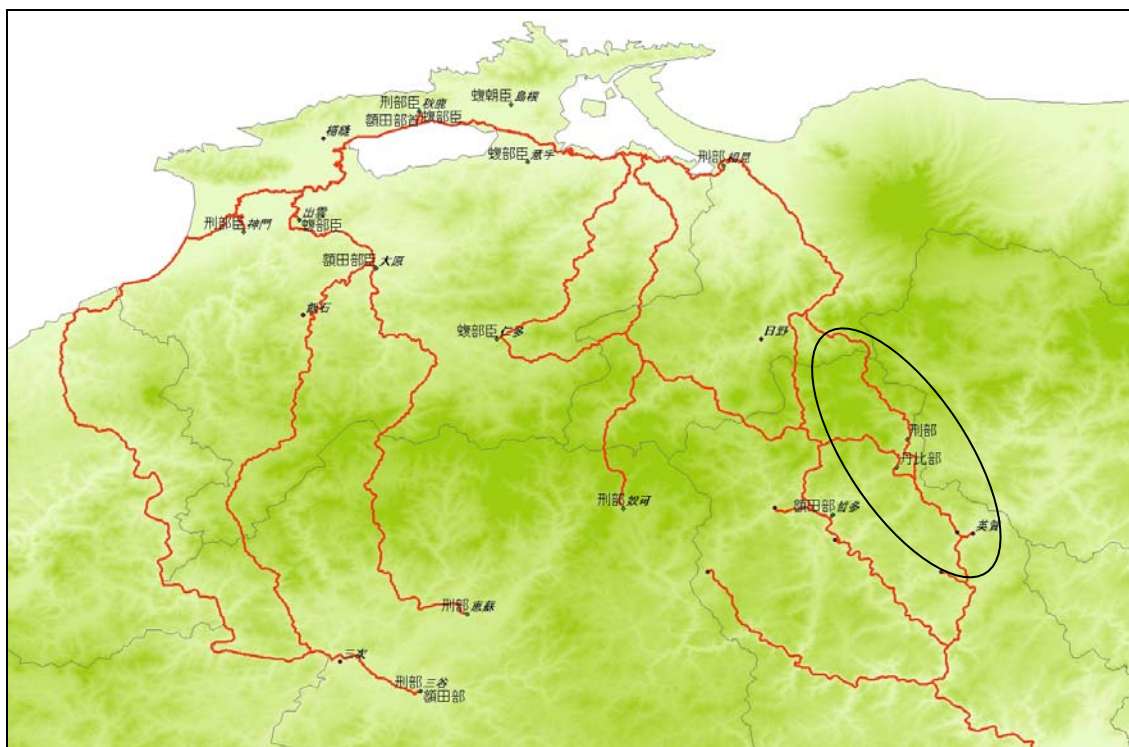 刑部臣 秋鹿
額田部首 蝮部臣
蝮朝臣 島根
楯縫
蝮部臣 意宇
刑部 相見
刑部臣 神門
出雲
蝮部臣
額田部臣 大原
飯石
蝮部臣 仁多
日野
刑部
丹比部
刑部 奴可
額田部 哲多
英賀
刑部 恵蘇
三次
刑部 三谷
額田部